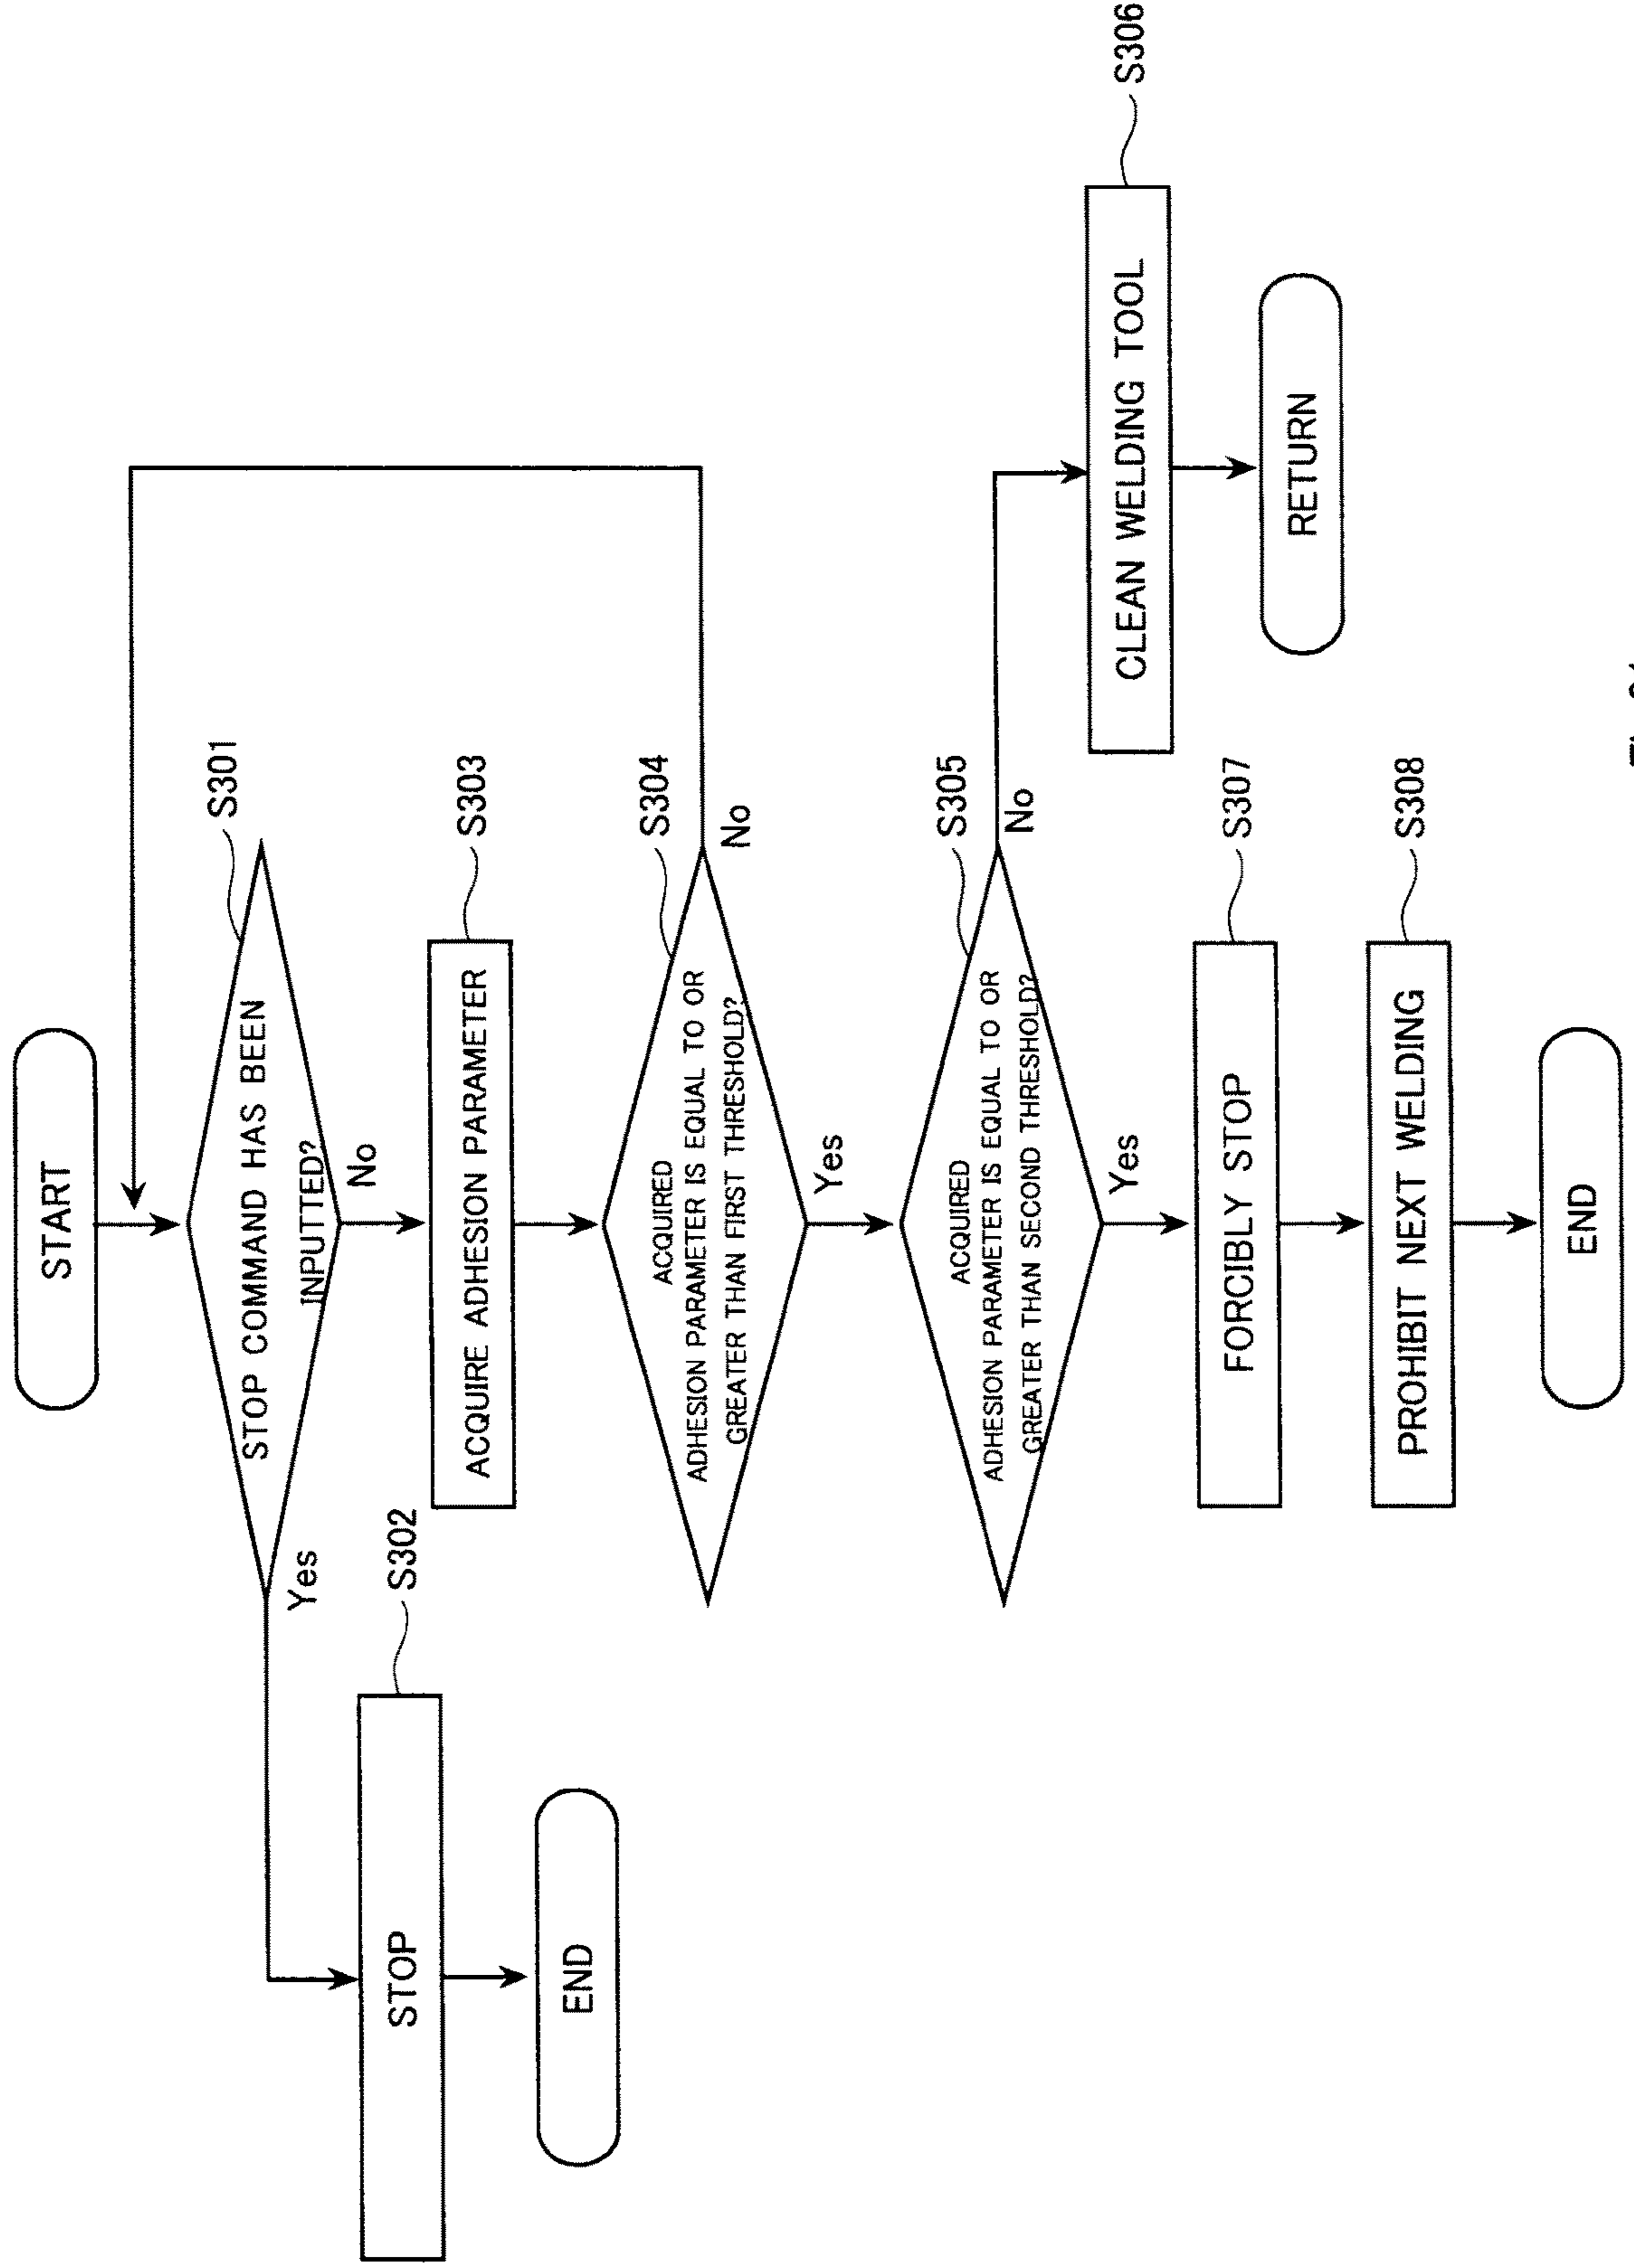 START
STOP COMMAND HAS BEEN
INPUTTED?
S301
Yes
No
STOP
S302
END
ACQUIRE ADHESION PARAMETER
S303
ACQUIRED
ADHESION PARAMETER IS EQUAL TO OR
GREATER THAN FIRST THRESHOLD?
S304
No
Yes
ACQUIRED
ADHESION PARAMETER IS EQUAL TO OR
GREATER THAN SECOND THRESHOLD?
S305
No
Yes
CLEAN WELDING TOOL
S306
RETURN
FORCIBLY STOP
S307
PROHIBIT NEXT WELDING
S308
END